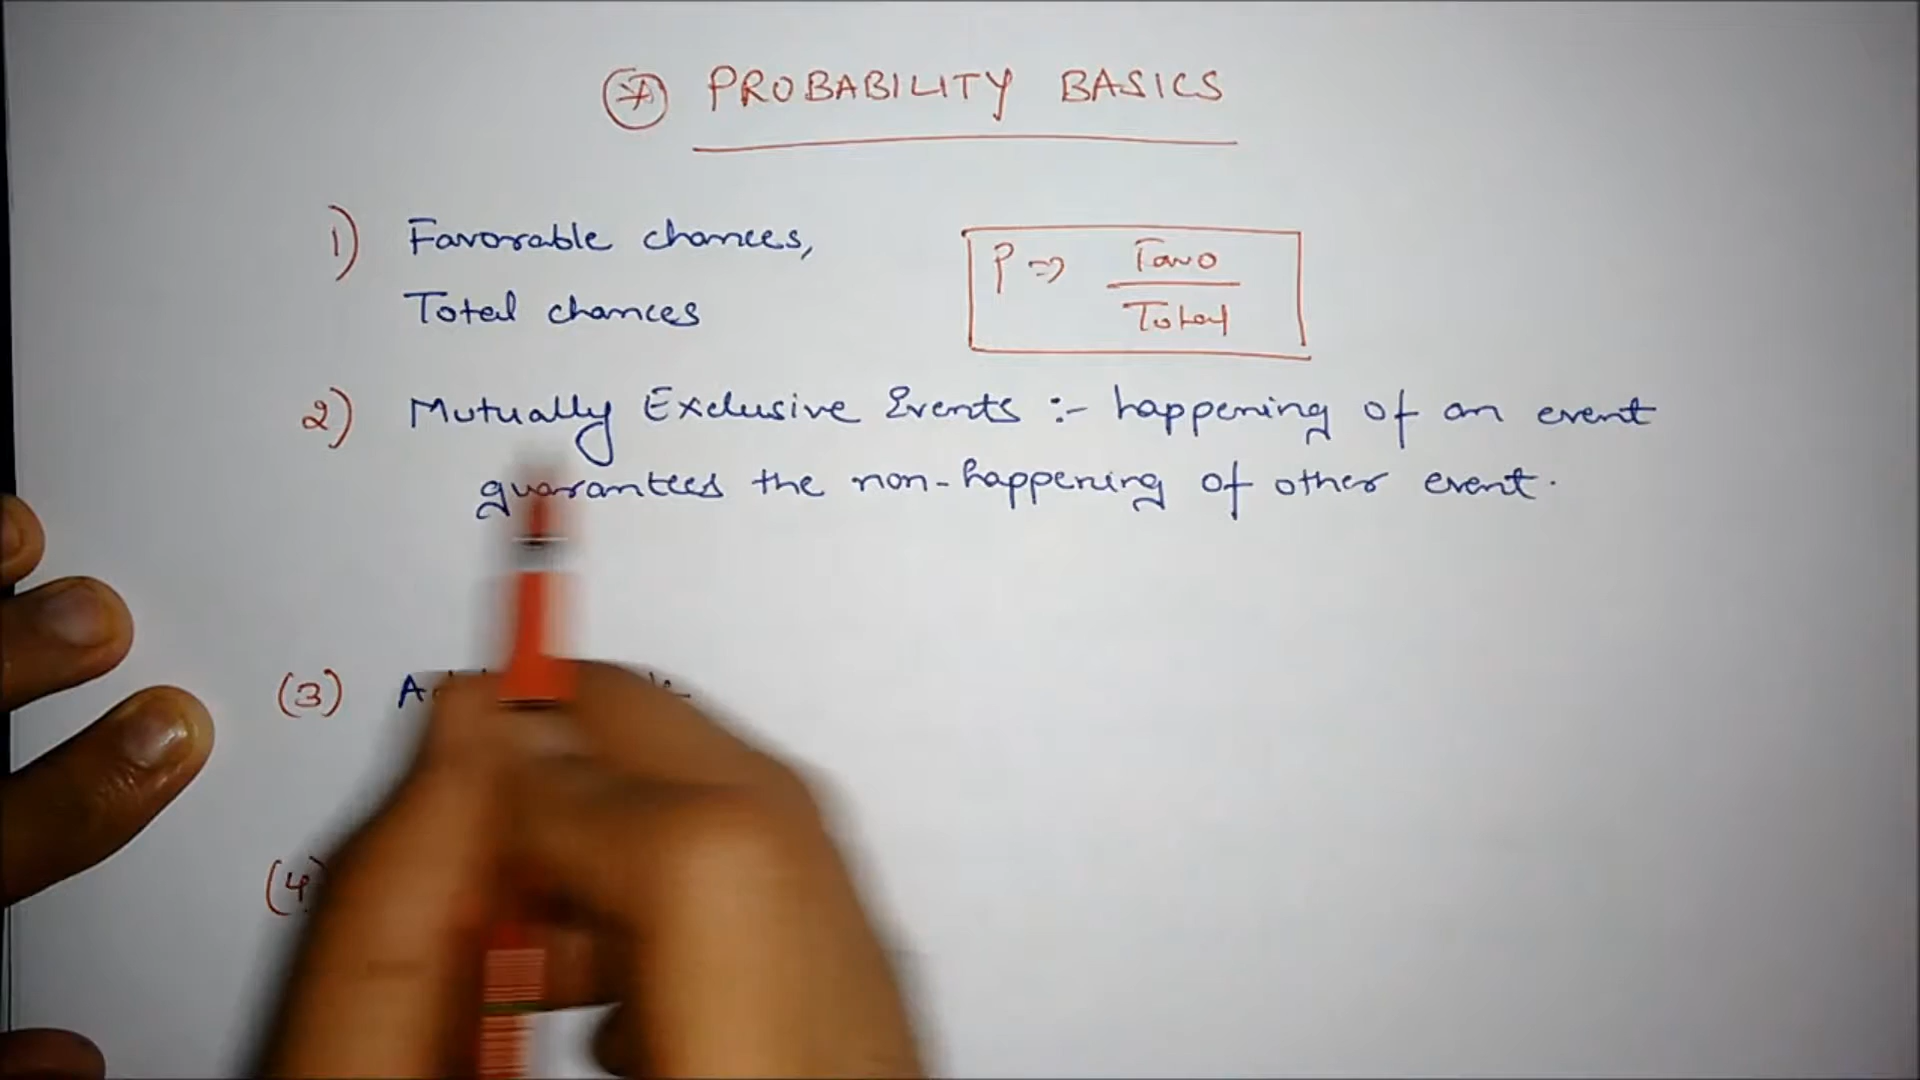 PROBABILITY BASICS
1) Favorable chances,
Total chances
P => Favo
Total
2) Mutually Exclusive Events :- happening of an event
guarantees the non-happening of other event.
(3)
(4)